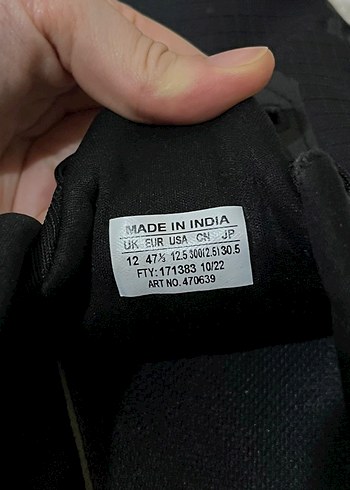 MADE IN INDIA
UK EUR USA CN JP
12 47⅓ 12.5 300(2.5) 30.5
FTY: 171383 10/22
ART NO. 470639